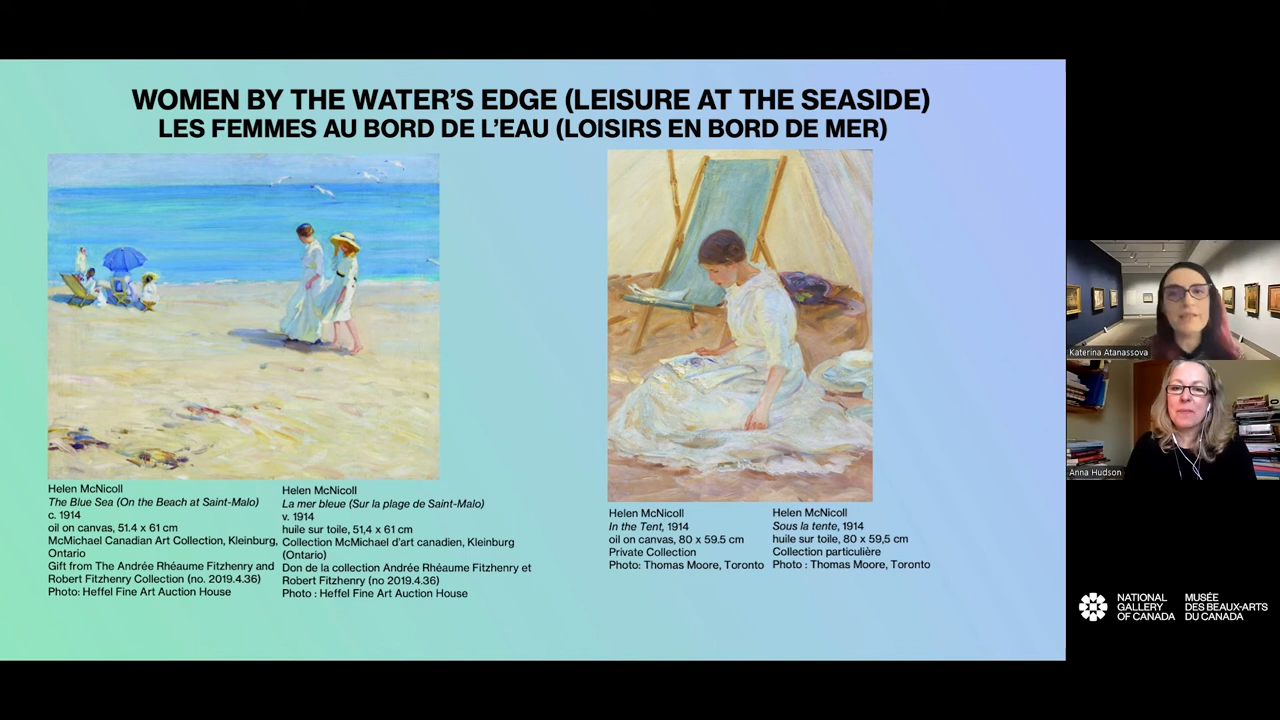 WOMEN BY THE WATER'S EDGE (LEISURE AT THE SEASIDE)
LES FEMMES AU BORD DE L'EAU (LOISIRS EN BORD DE MER)
Helen McNicoll
The Blue Sea (On the Beach at Saint-Malo)
c. 1914
oil on canvas, 51.4 x 61 cm
McMichael Canadian Art Collection, Kleinburg,
Ontario
Gift from The Andrée Rhéaume Fitzhenry and
Robert Fitzhenry Collection (no. 2019.4.36)
Photo: Heffel Fine Art Auction House
Helen McNicoll
La mer bleue (Sur la plage de Saint-Malo)
v. 1914
huile sur toile, 51,4 x 61 cm
Collection McMichael d'art canadien, Kleinburg
(Ontario)
Don de la collection Andrée Rhéaume Fitzhenry et
Robert Fitzhenry (no 2019.4.36)
Photo : Heffel Fine Art Auction House
Helen McNicoll
In the Tent, 1914
oil on canvas, 80 x 59.5 cm
Private Collection
Photo: Thomas Moore, Toronto
Helen McNicoll
Sous la tente, 1914
huile sur toile, 80 x 59,5 cm
Collection particulière
Photo : Thomas Moore, Toronto
Katerina Atanassova
Anna Hudson
NATIONAL
GALLERY
OF CANADA
MUSÉE
DES BEAUX-ARTS
DU CANADA